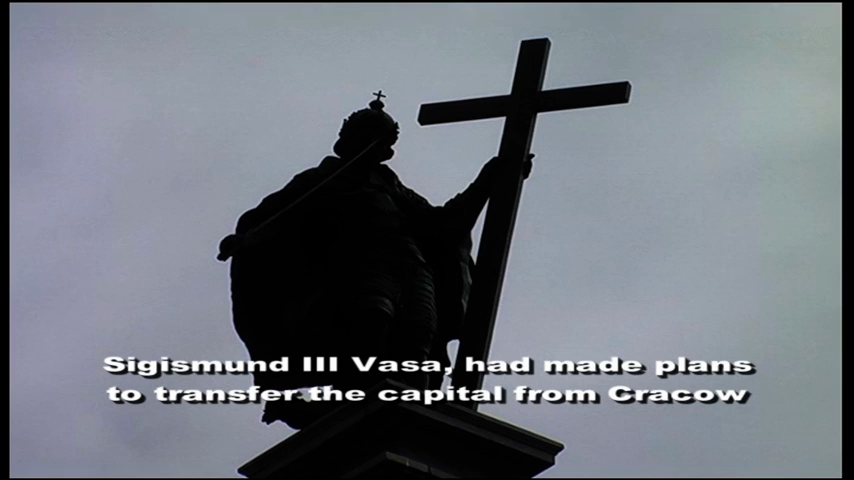 Sigismund III Vasa, had made plans
to transfer the capital from Cracow